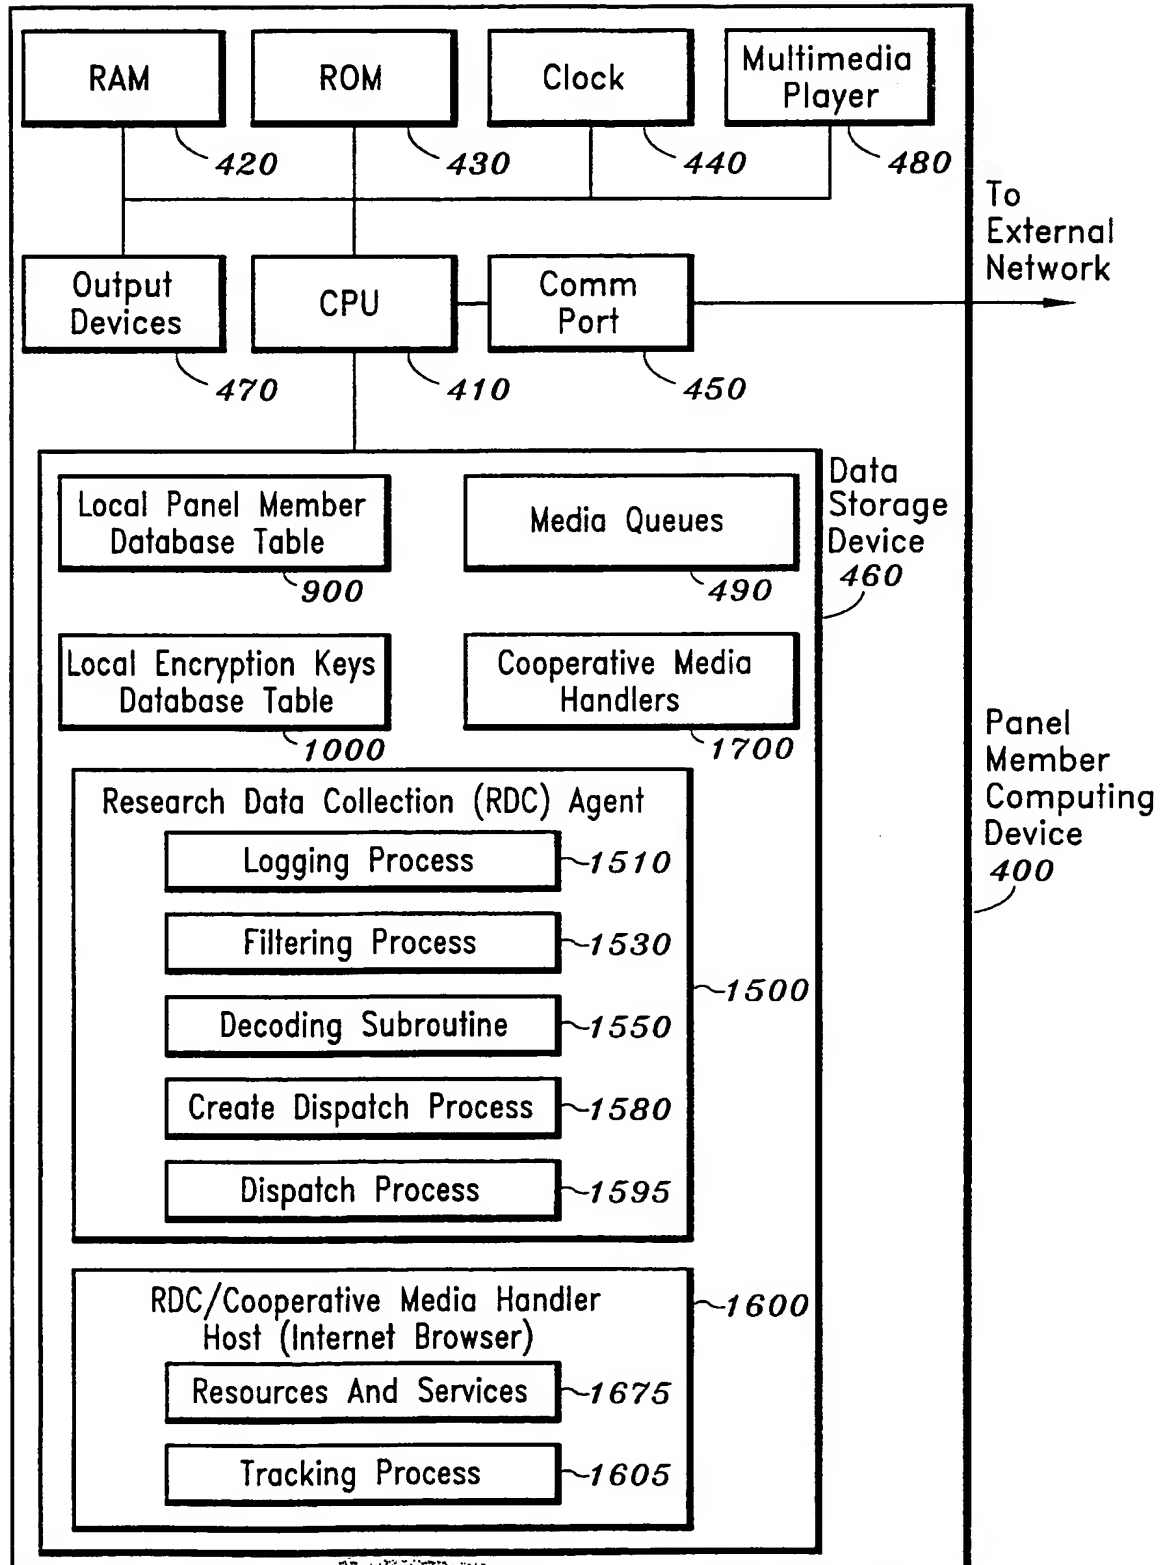 RAM
420
ROM
430
Clock
440
Multimedia
Player
480
To
External
Network
Output
Devices
470
CPU
410
Comm
Port
450
Data
Storage
Device
460
Local Panel Member
Database Table
900
Media Queues
490
Local Encryption Keys
Database Table
1000
Cooperative Media
Handlers
1700
Panel
Member
Computing
Device
400
Research Data Collection (RDC) Agent
Logging Process
1510
Filtering Process
1530
Decoding Subroutine
1550
Create Dispatch Process
1580
Dispatch Process
1595
1500
RDC/Cooperative Media Handler
Host (Internet Browser)
1600
Resources And Services
1675
Tracking Process
1605